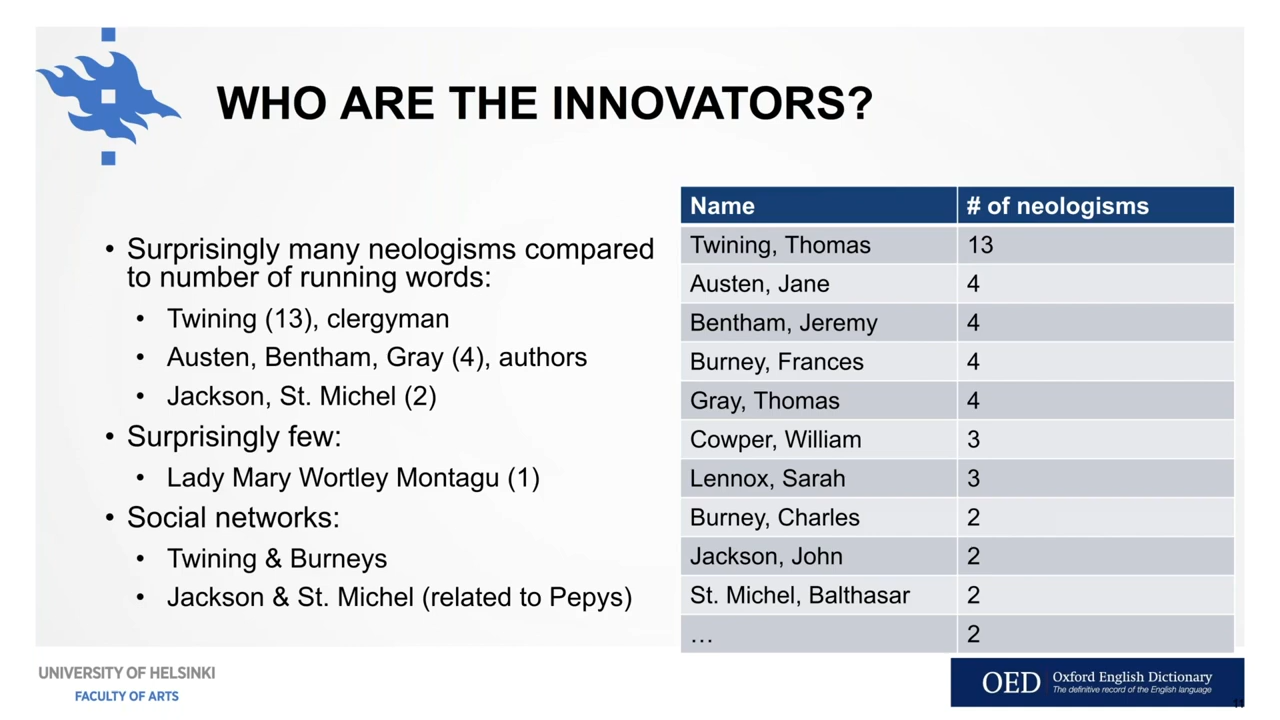 WHO ARE THE INNOVATORS?
• Surprisingly many neologisms compared
to number of running words:
• Twining (13), clergyman
• Austen, Bentham, Gray (4), authors
• Jackson, St. Michel (2)
• Surprisingly few:
• Lady Mary Wortley Montagu (1)
• Social networks:
• Twining & Burneys
• Jackson & St. Michel (related to Pepys)
Name # of neologisms
Twining, Thomas 13
Austen, Jane 4
Bentham, Jeremy 4
Burney, Frances 4
Gray, Thomas 4
Cowper, William 3
Lennox, Sarah 3
Burney, Charles 2
Jackson, John 2
St. Michel, Balthasar 2
… 2
UNIVERSITY OF HELSINKI
FACULTY OF ARTS
OED Oxford English Dictionary
The definitive record of the English language
11